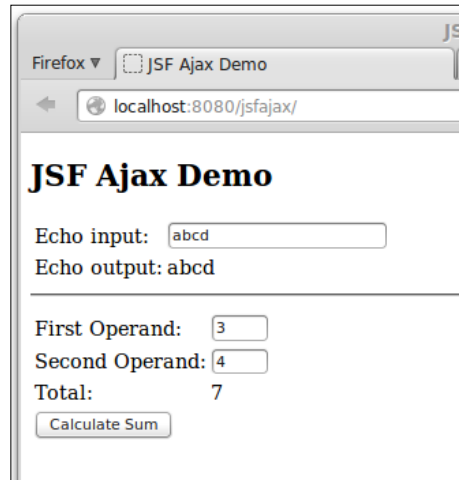 JS
Firefox ▼ JSF Ajax Demo
localhost:8080/jsfajax/
JSF Ajax Demo
Echo input: abcd
Echo output: abcd
First Operand: 3
Second Operand: 4
Total: 7
Calculate Sum